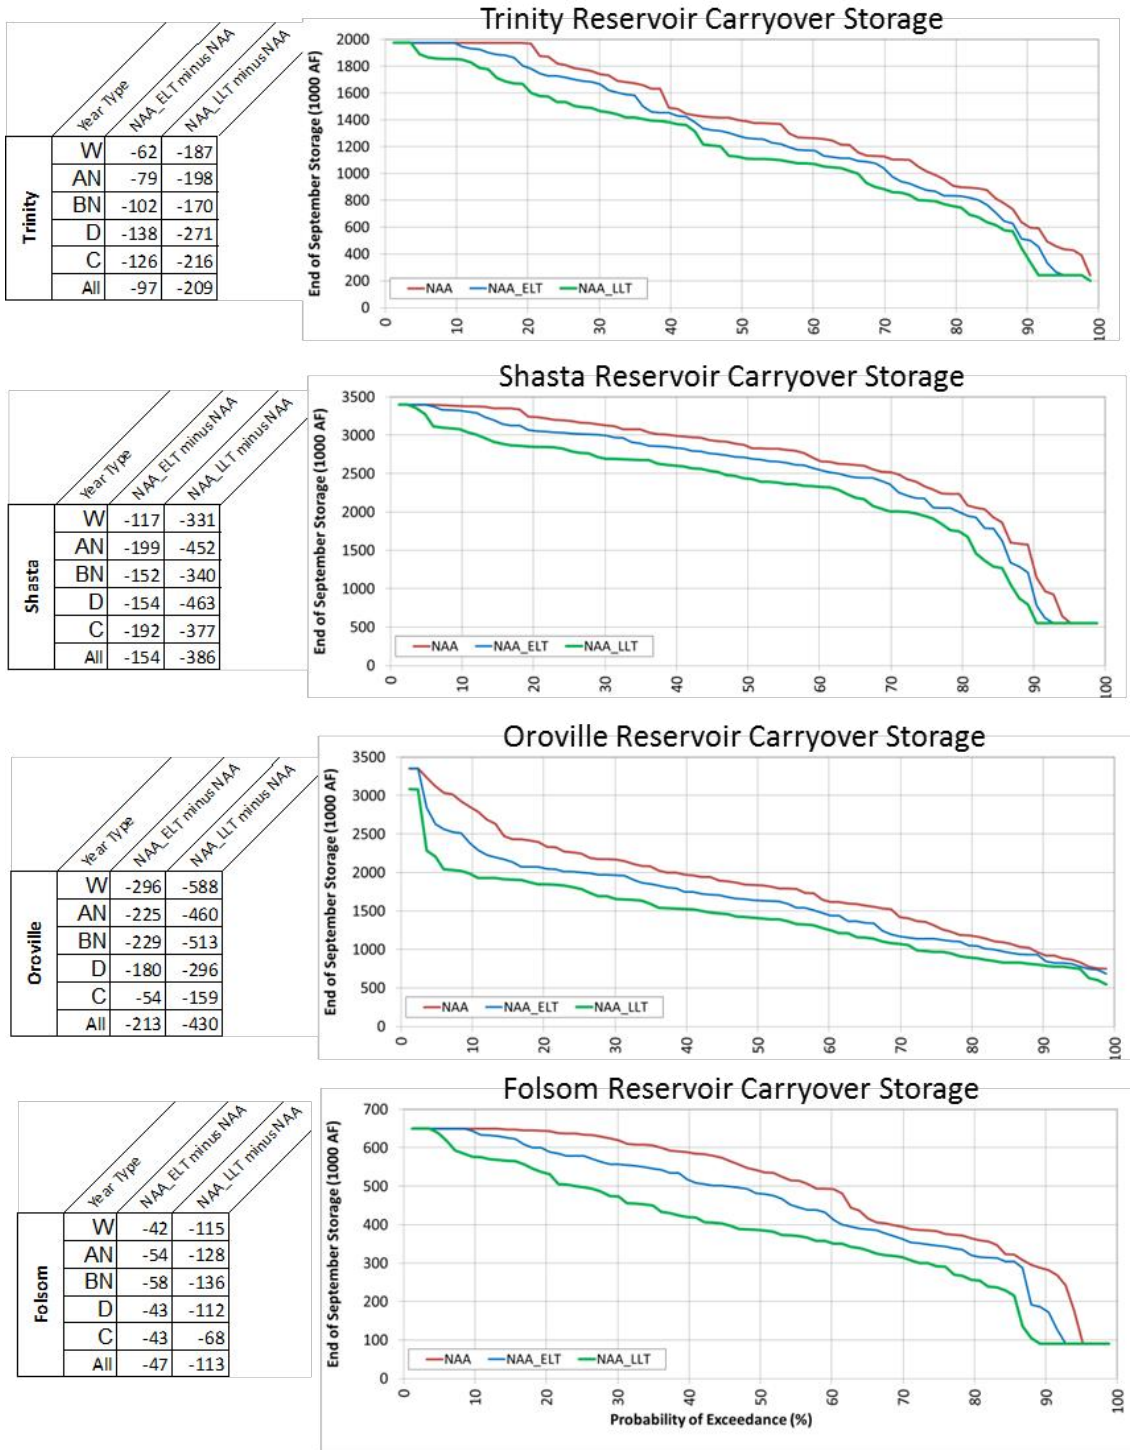 Trinity Reservoir Carryover Storage
Year Type
NAA_ELT minus NAA
NAA_LLT minus NAA
Trinity
W -62 -187
AN -79 -198
BN -102 -170
D -138 -271
C -126 -216
All -97 -209
End of September Storage (1000 AF)
2000
1800
1600
1400
1200
1000
800
600
400
200
0
NAA NAA_ELT NAA_LLT
0 10 20 30 40 50 60 70 80 90 100
Shasta Reservoir Carryover Storage
Year Type
NAA_ELT minus NAA
NAA_LLT minus NAA
Shasta
W -117 -331
AN -199 -452
BN -152 -340
D -154 -463
C -192 -377
All -154 -386
End of September Storage (1000 AF)
3500
3000
2500
2000
1500
1000
500
0
NAA NAA_ELT NAA_LLT
0 10 20 30 40 50 60 70 80 90 100
Oroville Reservoir Carryover Storage
Year Type
NAA_ELT minus NAA
NAA_LLT minus NAA
Oroville
W -296 -588
AN -225 -460
BN -229 -513
D -180 -296
C -54 -159
All -213 -430
End of September Storage (1000 AF)
3500
3000
2500
2000
1500
1000
500
0
NAA NAA_ELT NAA_LLT
0 10 20 30 40 50 60 70 80 90 100
Folsom Reservoir Carryover Storage
Year Type
NAA_ELT minus NAA
NAA_LLT minus NAA
Folsom
W -42 -115
AN -54 -128
BN -58 -136
D -43 -112
C -43 -68
All -47 -113
End of September Storage (1000 AF)
700
600
500
400
300
200
100
0
NAA NAA_ELT NAA_LLT
0 10 20 30 40 50 60 70 80 90 100
Probability of Exceedance (%)